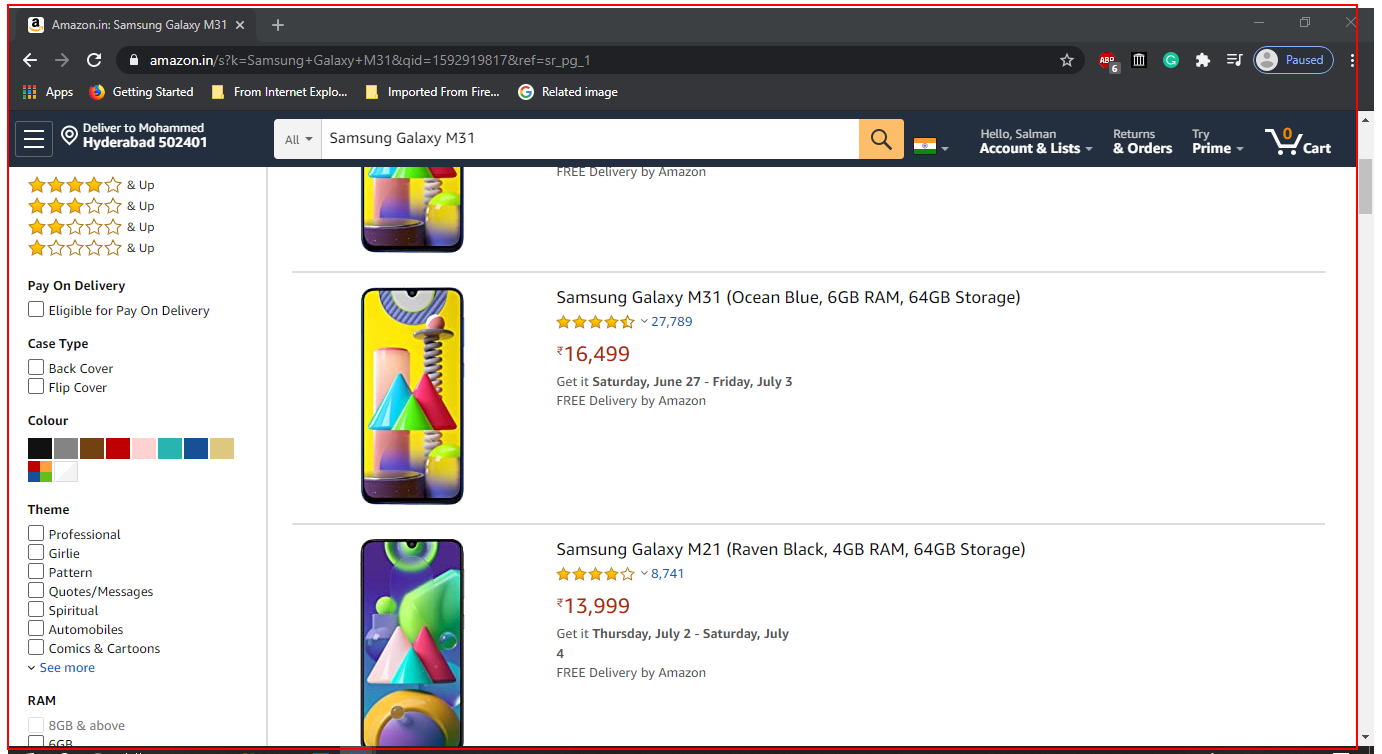 Amazon.in: Samsung Galaxy M31
amazon.in/s?k=Samsung+Galaxy+M31&qid=1592919817&ref=sr_pg_1
ABP
6
Paused
Apps
Getting Started
From Internet Explo...
Imported From Fire...
Related image
Deliver to Mohammed
Hyderabad 502401
All
Samsung Galaxy M31
Hello, Salman
Account & Lists
Returns
& Orders
Try
Prime
0
Cart
& Up
& Up
& Up
& Up
Pay On Delivery
Eligible for Pay On Delivery
Case Type
Back Cover
Flip Cover
Colour
Theme
Professional
Girlie
Pattern
Quotes/Messages
Spiritual
Automobiles
Comics & Cartoons
See more
RAM
8GB & above
6GB
FREE Delivery by Amazon
Samsung Galaxy M31 (Ocean Blue, 6GB RAM, 64GB Storage)
27,789
₹16,499
Get it Saturday, June 27 - Friday, July 3
FREE Delivery by Amazon
Samsung Galaxy M21 (Raven Black, 4GB RAM, 64GB Storage)
8,741
₹13,999
Get it Thursday, July 2 - Saturday, July
4
FREE Delivery by Amazon